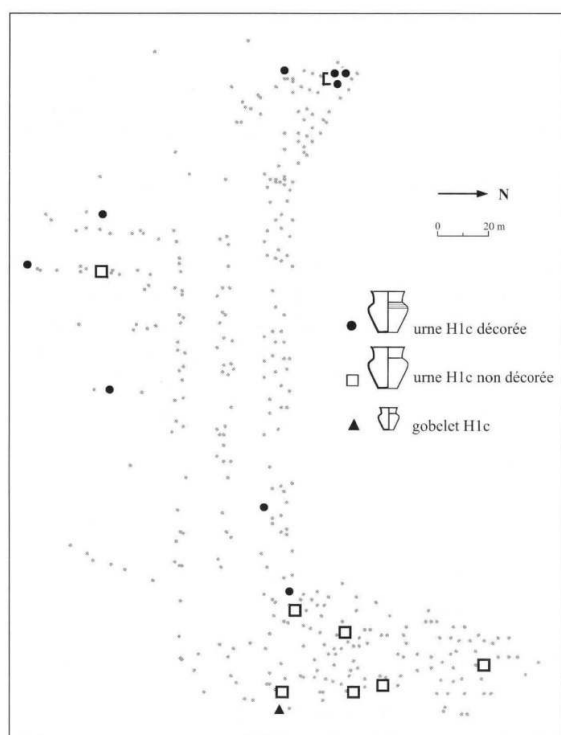 N
0 20 m
urne H1c décorée
urne H1c non décorée
gobelet H1c